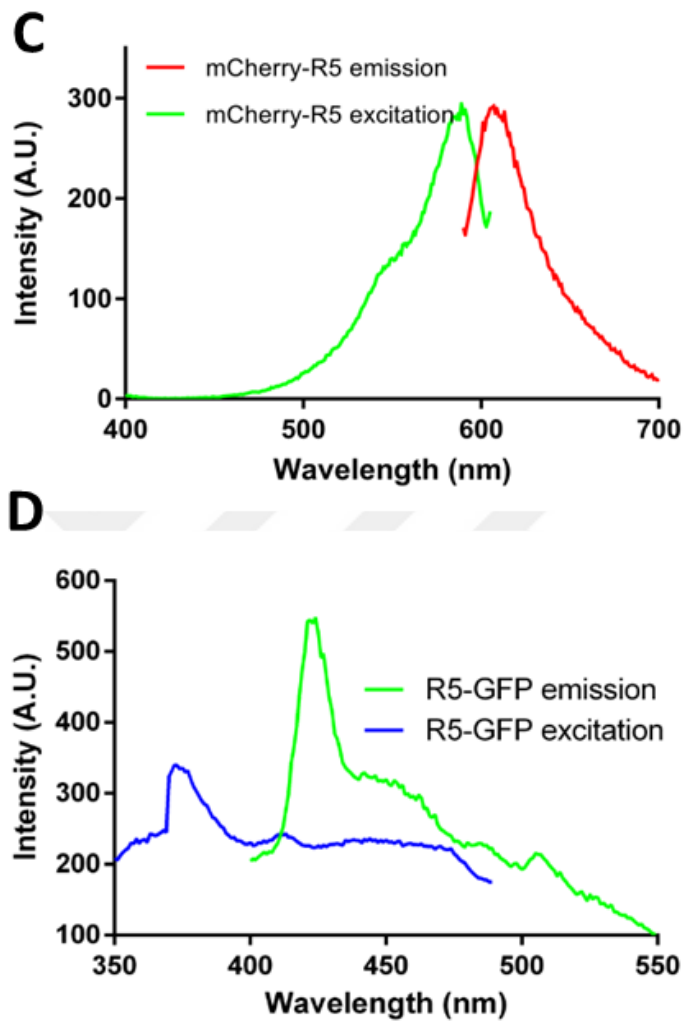 C
mCherry-R5 emission
mCherry-R5 excitation
300
200
100
0
Intensity (A.U.)
400 500 600 700
Wavelength (nm)
D
600
500
400
300
200
100
Intensity (A.U.)
R5-GFP emission
R5-GFP excitation
350 400 450 500 550
Wavelength (nm)